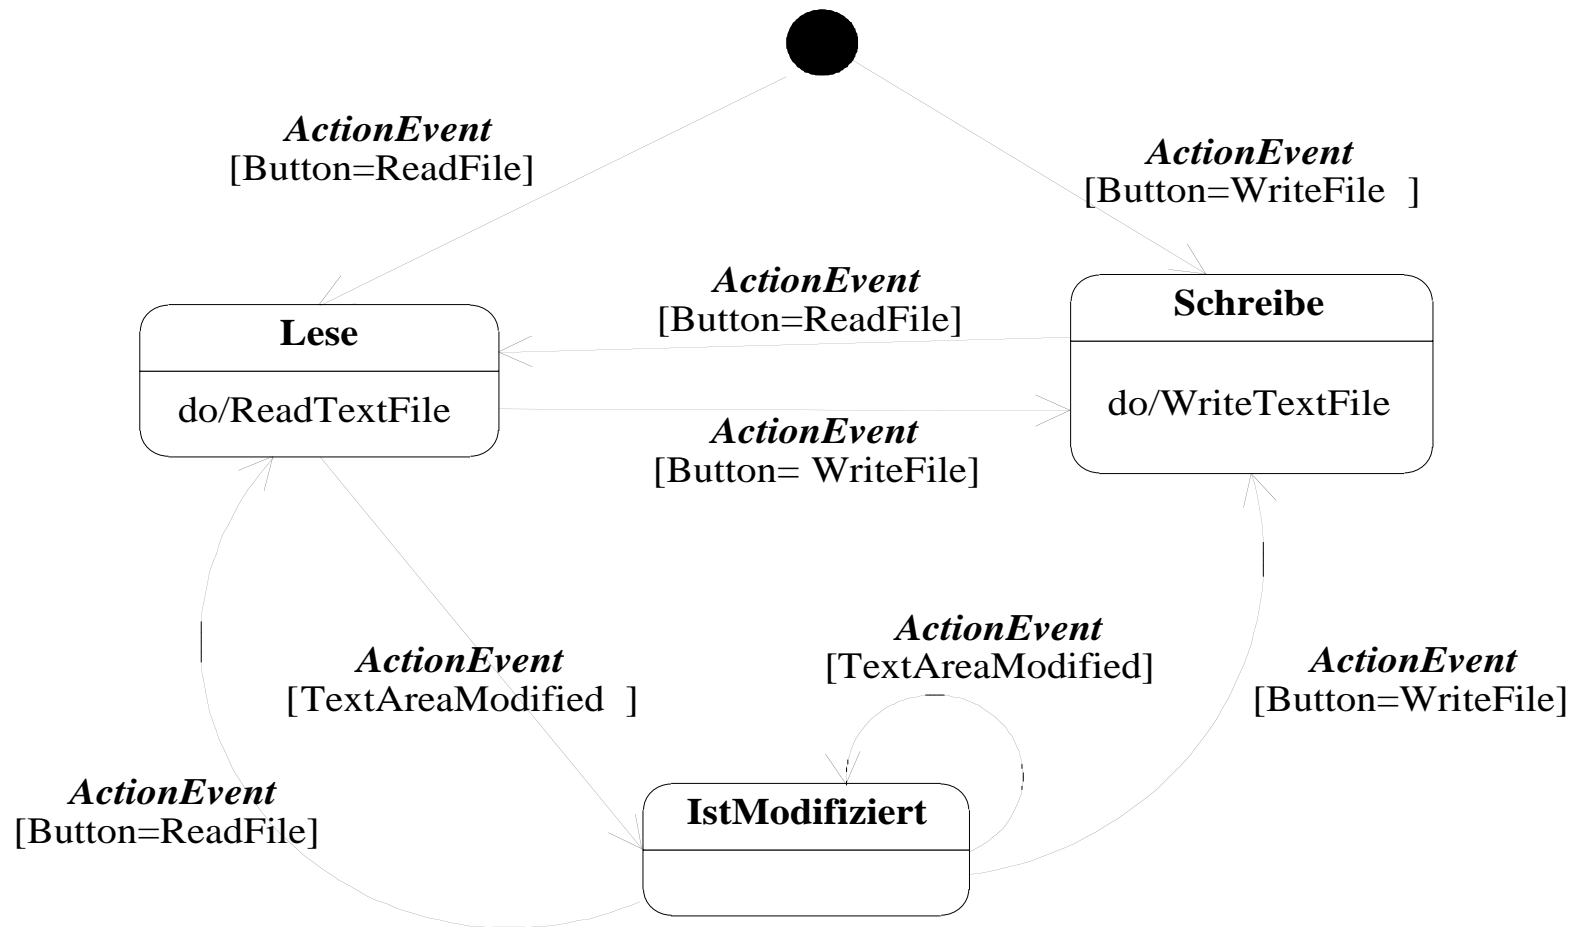 ActionEvent
[Button=ReadFile]
ActionEvent
[Button=WriteFile ]
ActionEvent
[Button=ReadFile]
Schreibe
Lese
do/ReadTextFile
do/WriteTextFile
ActionEvent
[Button= WriteFile]
ActionEvent
[TextAreaModified]
ActionEvent
[TextAreaModified ]
ActionEvent
[Button=WriteFile]
ActionEvent
[Button=ReadFile]
IstModifiziert